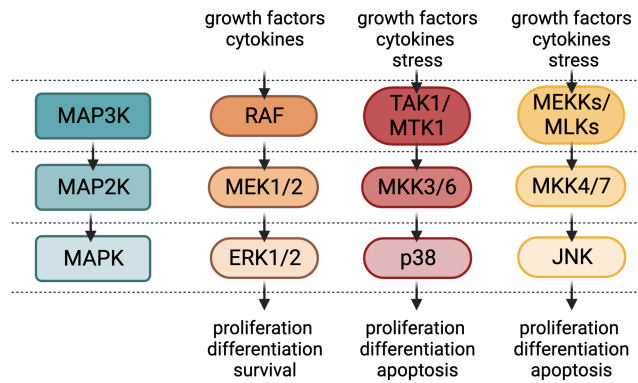 growth factors
cytokines
growth factors
cytokines
stress
growth factors
cytokines
stress
MAP3K
RAF
TAK1/
MTK1
MEKKs/
MLKs
MAP2K
MEK1/2
MKK3/6
MKK4/7
MAPK
ERK1/2
p38
JNK
proliferation
differentiation
survival
proliferation
differentiation
apoptosis
proliferation
differentiation
apoptosis